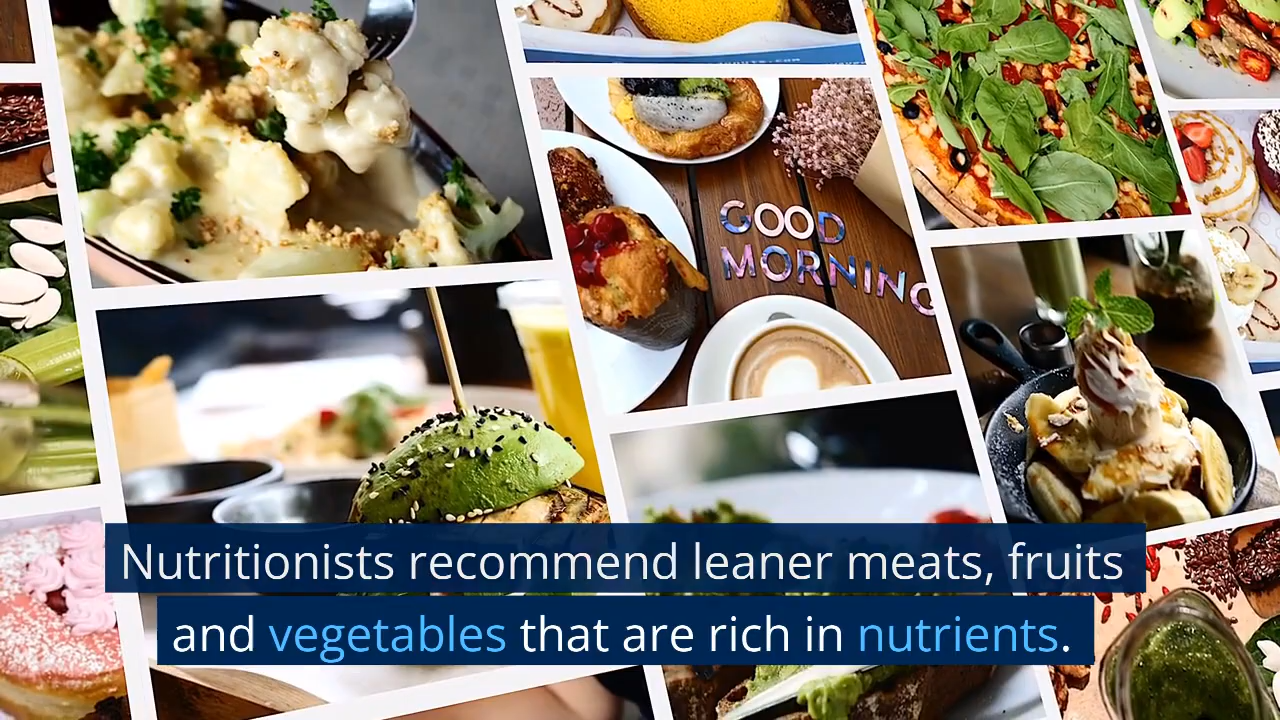 GOOD
MORNING
Nutritionists recommend leaner meats, fruits
and vegetables that are rich in nutrients.